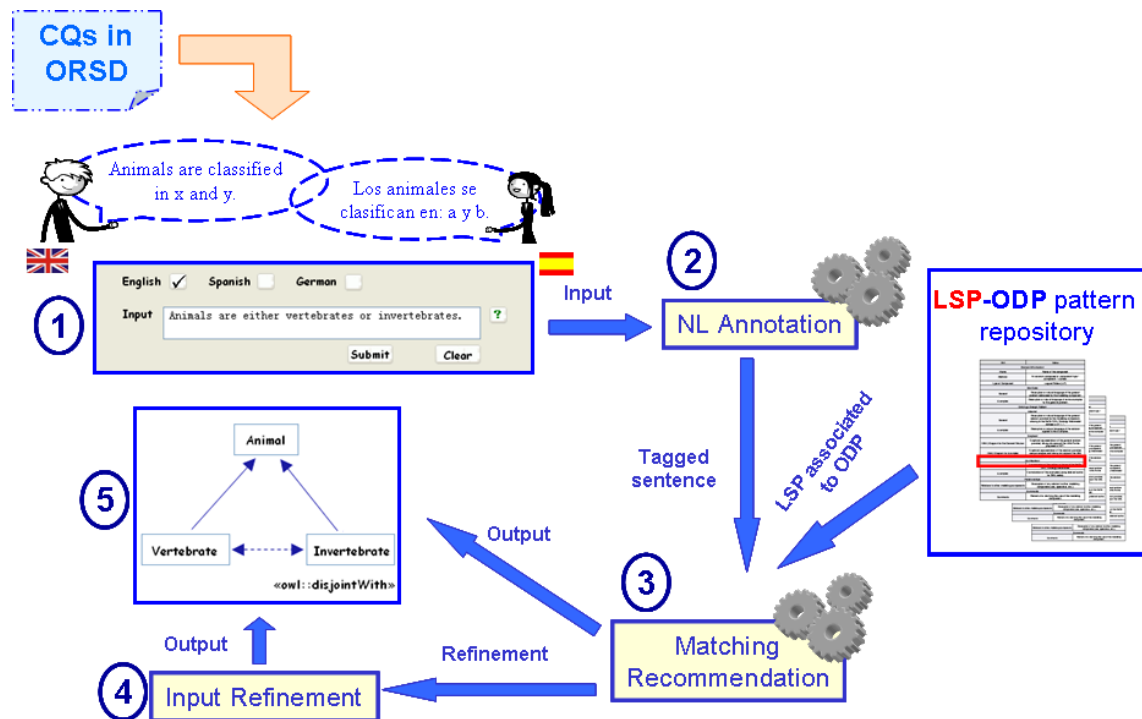 CQs in
ORSD
Animals are classified
in x and y.
Los animales se
clasifican en: a y b.
English
Spanish
German
1
Input
Animals are either vertebrates or invertebrates.
?
Submit
Clear
Input
2
NL Annotation
LSP-ODP pattern
repository
Tagged
sentence
LSP associated
to ODP
5
Animal
Vertebrate
Invertebrate
«owl::disjointWith»
Output
3
Matching
Recommendation
Output
Refinement
4
Input Refinement